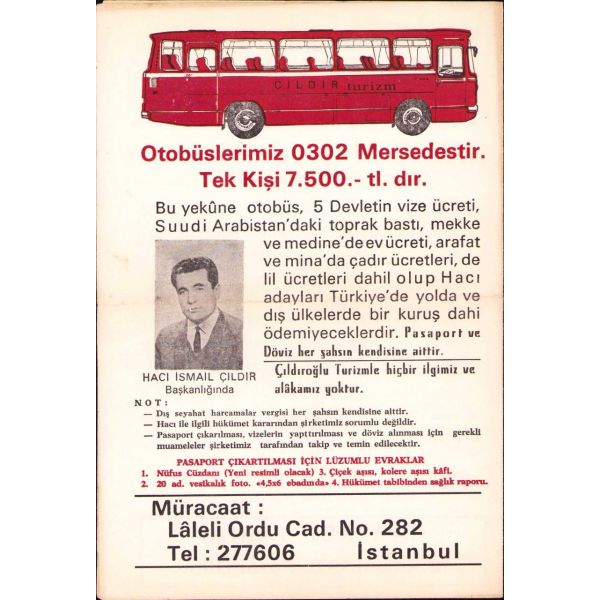 ÇILDIR turizm
Otobüslerimiz 0302 Mersedestir.
Tek Kişi 7.500.- tl. dır.
Bu yekûne otobüs, 5 Devletin vize ücreti,
Suudi Arabistan'daki toprak bastı, mekke
ve medine'de ev ücreti, arafat
ve mina'da çadır ücretleri, de
lil ücretleri dahil olup Hacı
adayları Türkiye'de yolda ve
dış ülkelerde bir kuruş dahi
ödemiyeceklerdir. Pasaport ve
Döviz her şahsın kendisine aittir.
Çıldıroğlu Turizmle hiçbir ilgimiz ve
alâkamız yoktur.
HACI İSMAİL ÇILDIR
Başkanlığında
NOT:
— Dış seyahat harcamalar vergisi her şahsın kendisine aittir.
— Hacı ile ilgili hükümet kararından şirketimiz sorumlu değildir.
— Pasaport çıkarılması, vizelerin yapttırılması ve döviz alınması için gerekli
muameleler şirketimiz tarafından takip ve temin edilecektir.
PASAPORT ÇIKARTILMASI İÇİN LÜZUMLU EVRAKLAR
1. Nüfus Cüzdanı (Yeni resimli olacak) 3. Çiçek aşısı, kolere aşısı kâfi.
2. 20 ad. vesikalık foto. «4,5x6 ebadında» 4. Hükümet tabibinden sağlık raporu.
Müracaat :
Lâleli Ordu Cad. No. 282
Tel : 277606 İstanbul